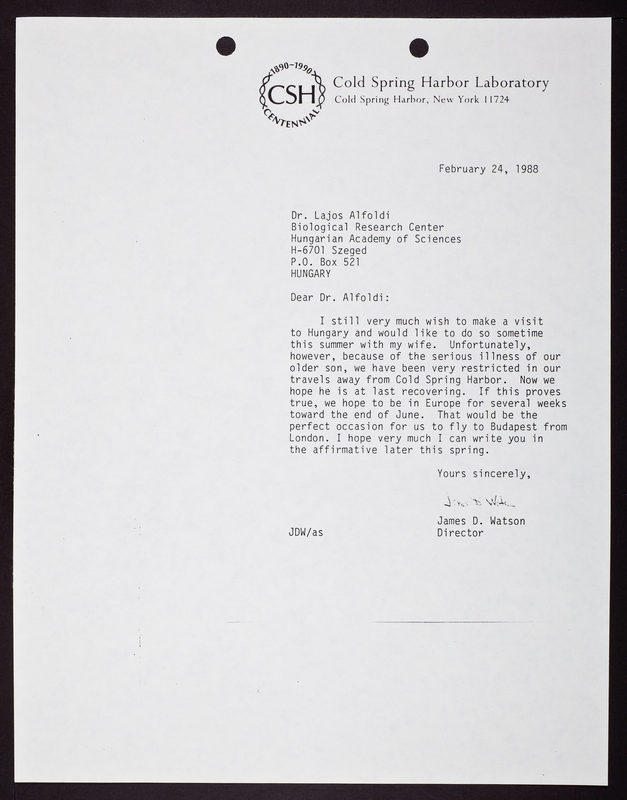 1890-1990
CSH
CENTENNIAL
Cold Spring Harbor Laboratory
Cold Spring Harbor, New York 11724
February 24, 1988
Dr. Lajos Alfoldi
Biological Research Center
Hungarian Academy of Sciences
H-6701 Szeged
P.O. Box 521
HUNGARY
Dear Dr. Alfoldi:
I still very much wish to make a visit
to Hungary and would like to do so sometime
this summer with my wife. Unfortunately,
however, because of the serious illness of our
older son, we have been very restricted in our
travels away from Cold Spring Harbor. Now we
hope he is at last recovering. If this proves
true, we hope to be in Europe for several weeks
toward the end of June. That would be the
perfect occasion for us to fly to Budapest from
London. I hope very much I can write you in
the affirmative later this spring.
Yours sincerely,
James D. Watson
James D. Watson
JDW/as Director